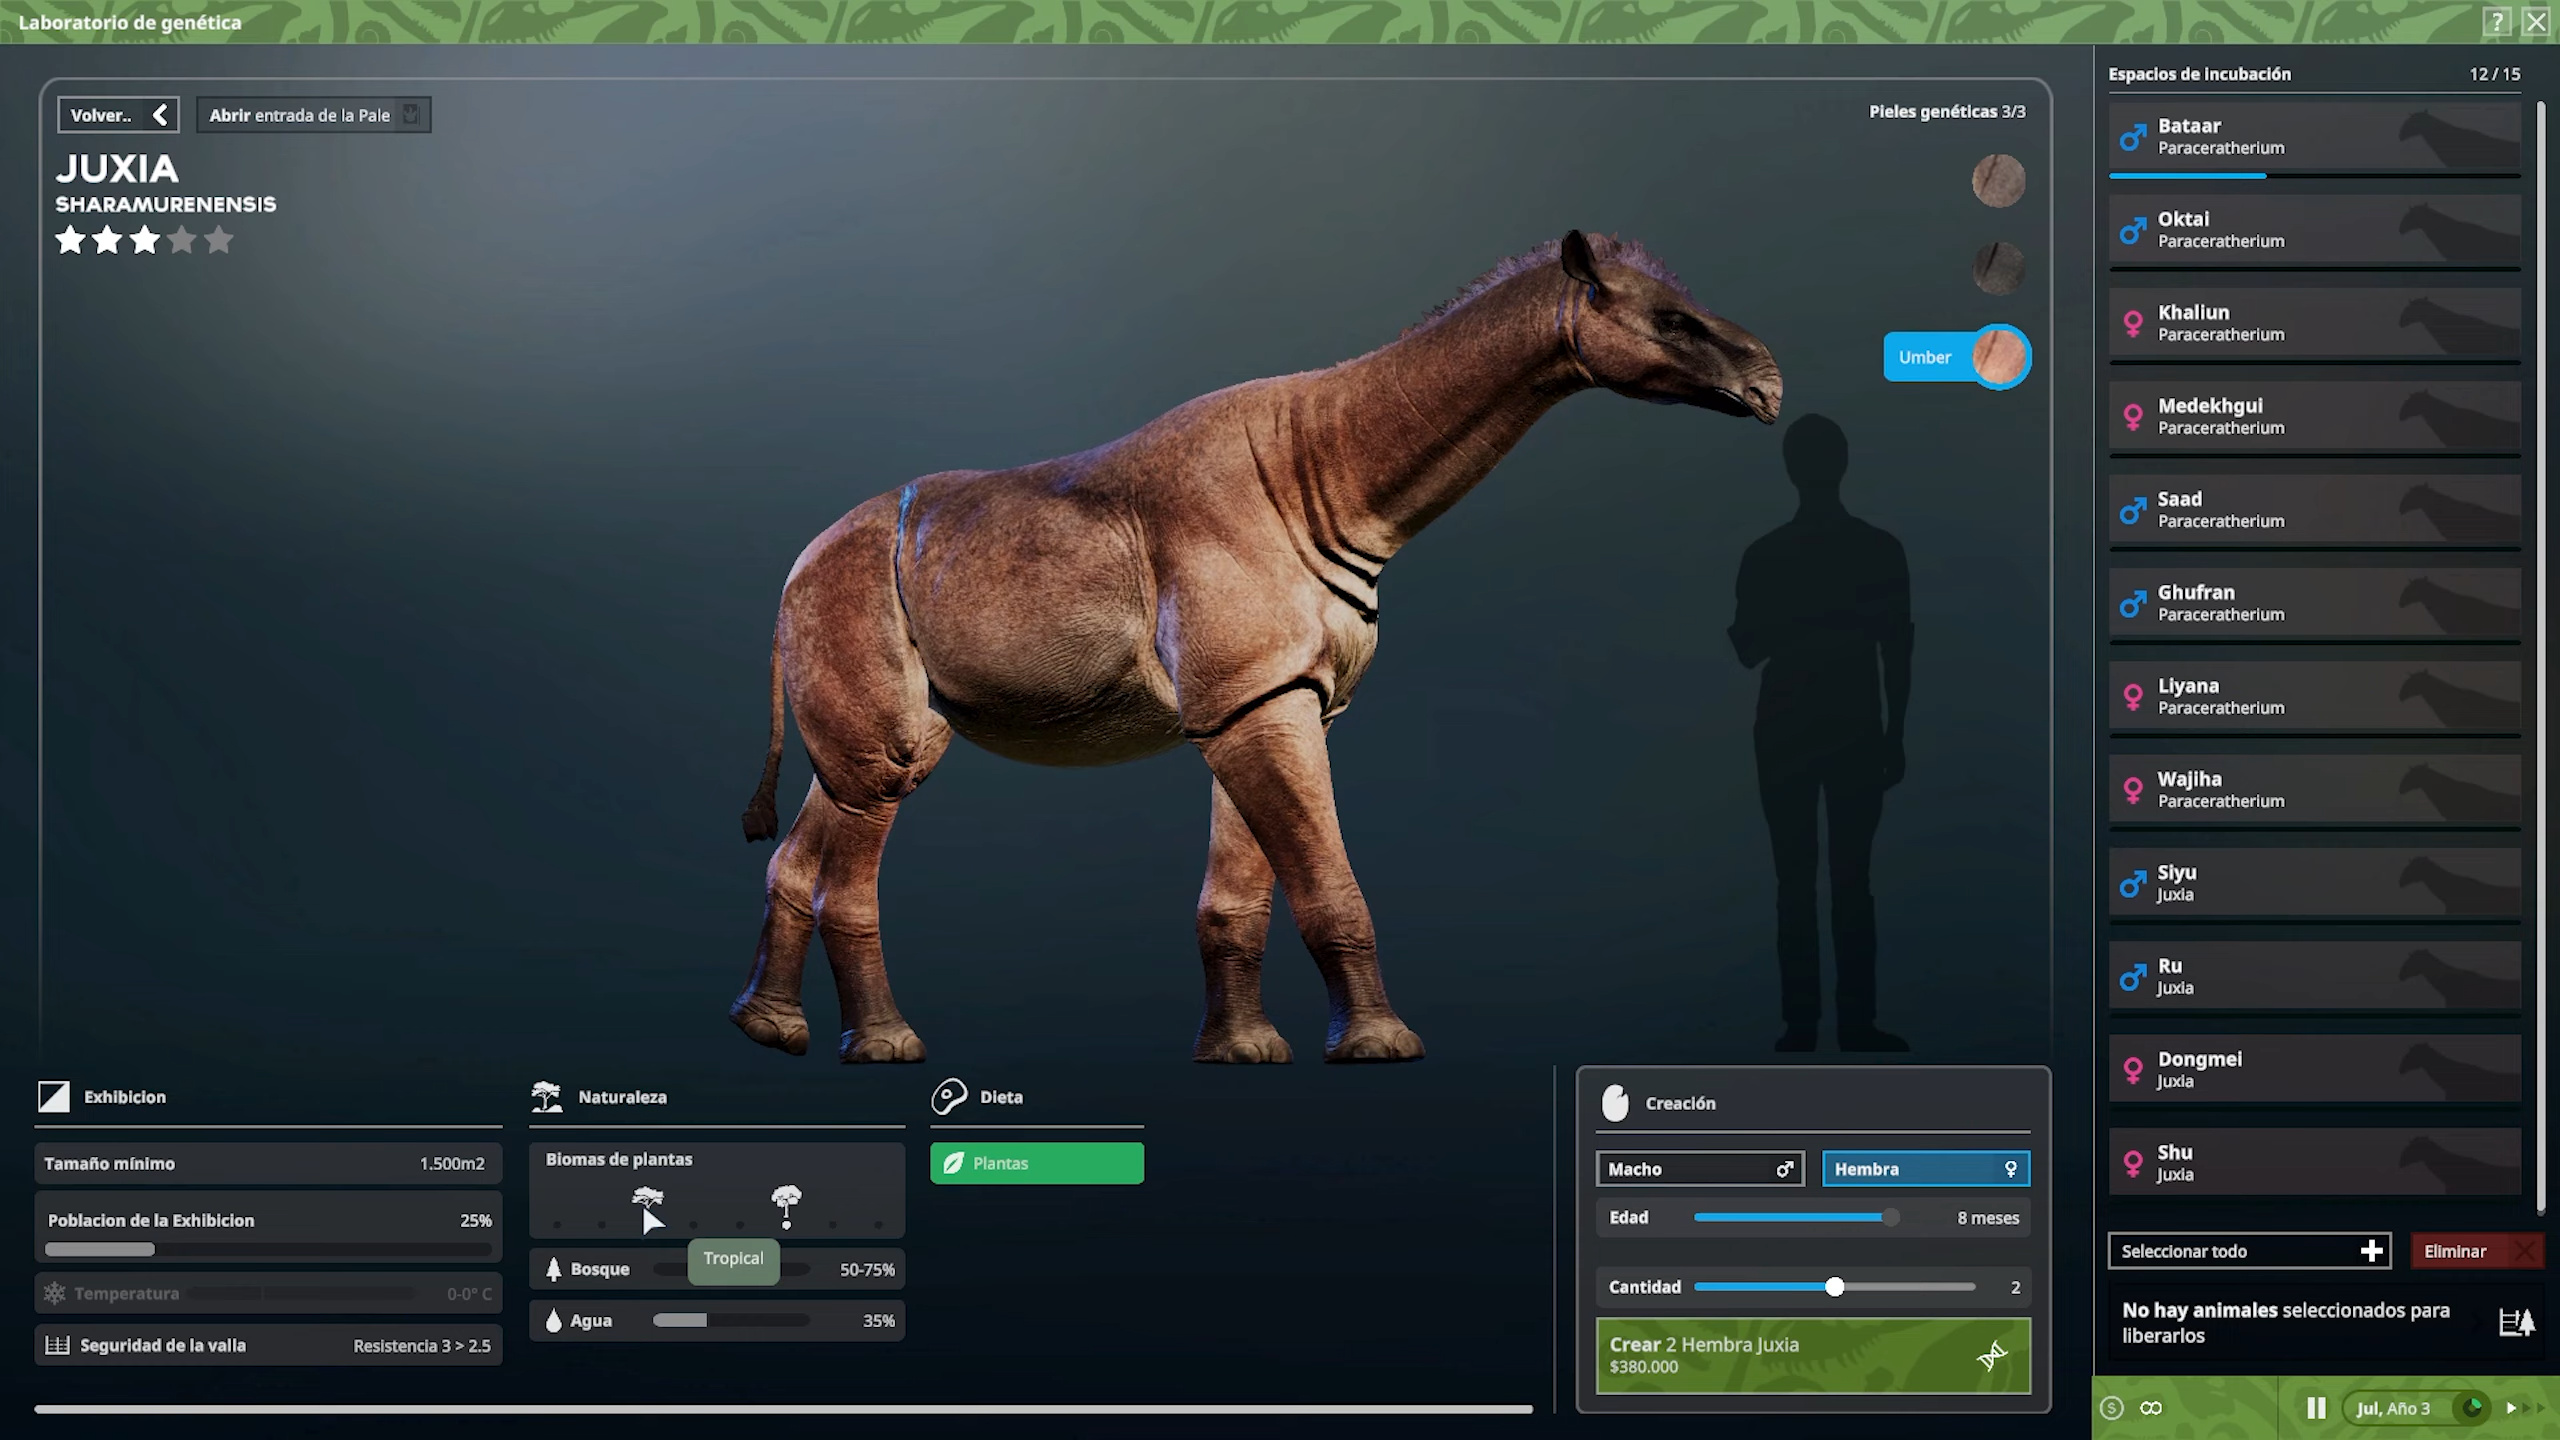 Laboratorio de genética
?
Volver..
Abrir entrada de la Pale
JUXIA
SHARAMURENENSIS
Pieles genéticas 3/3
Umber
Exhibicion
Tamaño mínimo 1.500m2
Poblacion de la Exhibicion 25%
Temperatura 0-0° C
Seguridad de la valla Resistencia 3 > 2.5
Naturaleza
Biomas de plantas
Tropical
Bosque 50-75%
Agua 35%
Dieta
Plantas
Creación
Macho
Hembra
Edad 8 meses
Cantidad 2
Crear 2 Hembra Juxia
$380.000
Espacios de incubación 12 / 15
Bataar
Paraceratherium
Oktai
Paraceratherium
Khaliun
Paraceratherium
Medekhgui
Paraceratherium
Saad
Paraceratherium
Ghufran
Paraceratherium
Liyana
Paraceratherium
Wajiha
Paraceratherium
Siyu
Juxia
Ru
Juxia
Dongmei
Juxia
Shu
Juxia
Seleccionar todo
Eliminar
No hay animales seleccionados para
liberarlos
Jul, Año 3